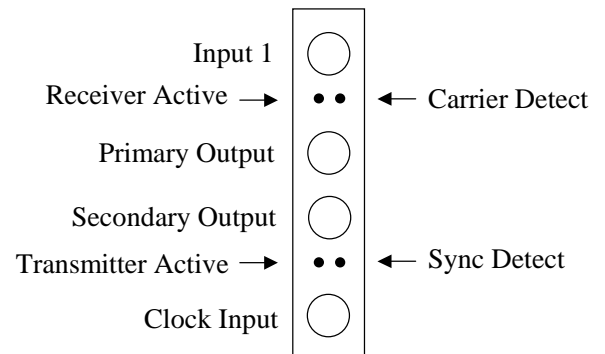 Input 1
Receiver Active
Carrier Detect
Primary Output
Secondary Output
Transmitter Active
Sync Detect
Clock Input